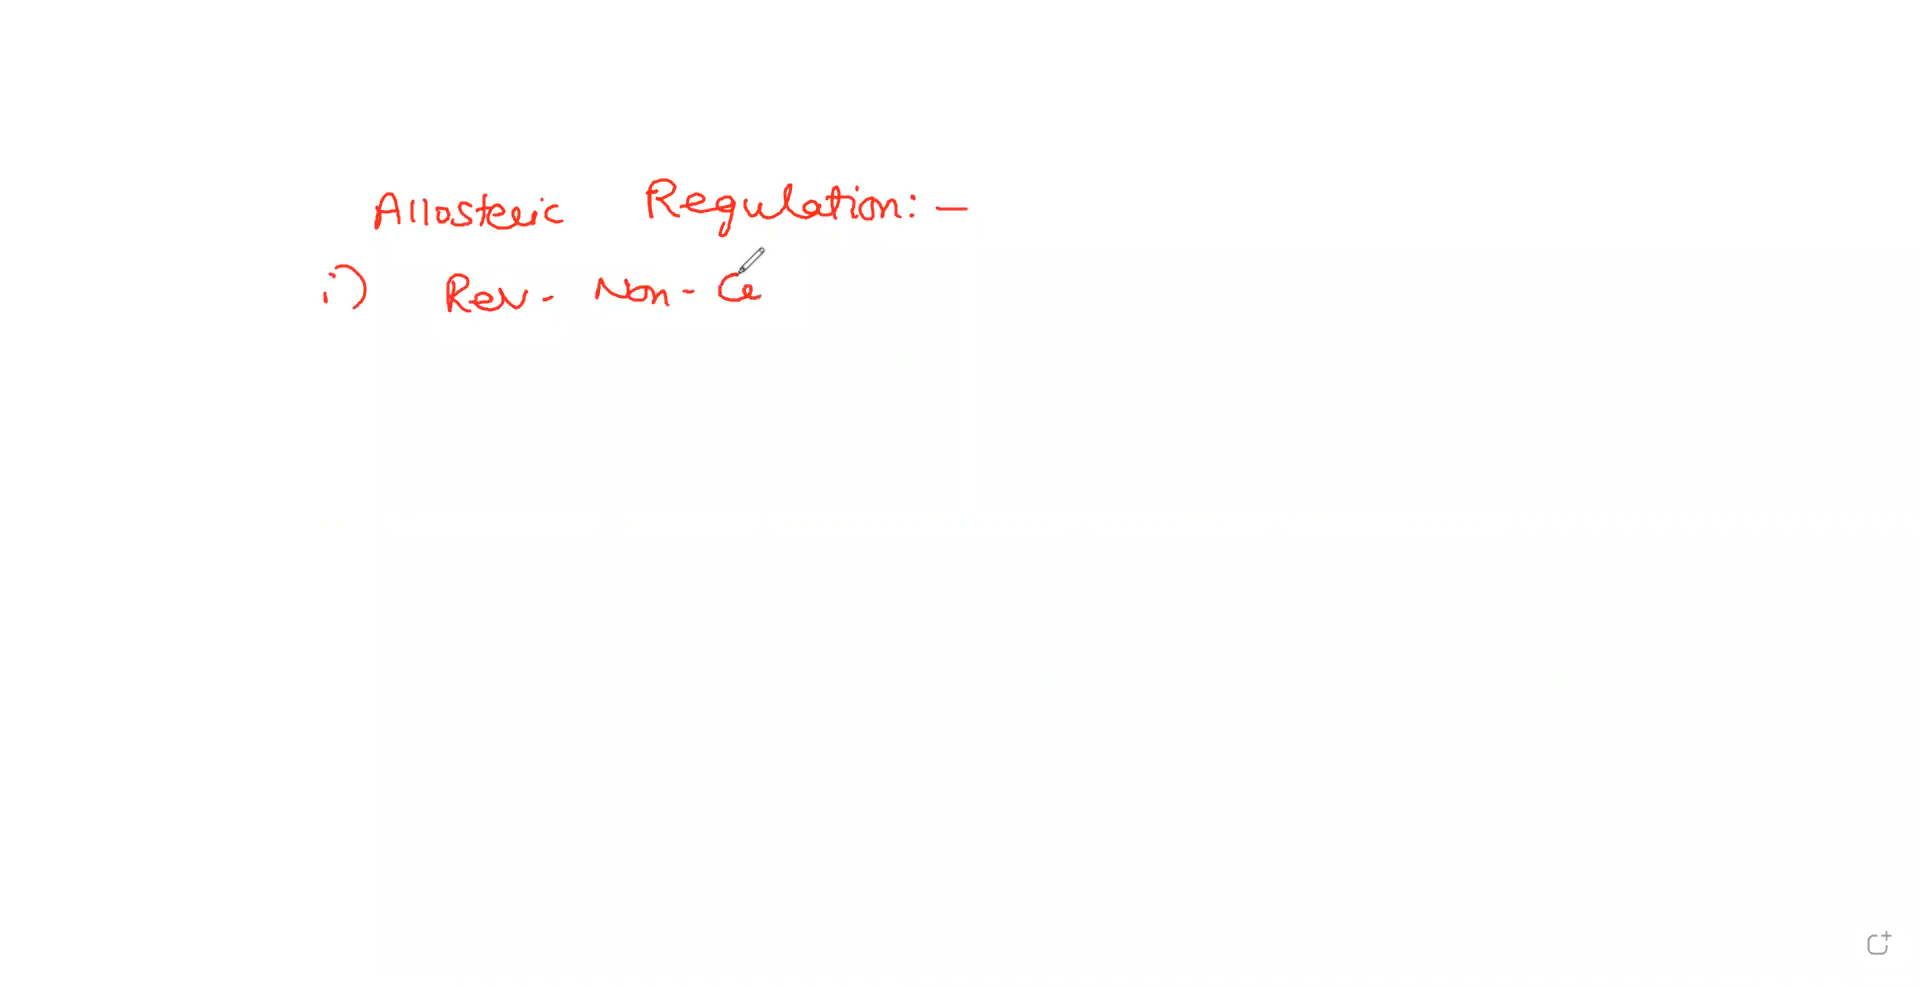 Allosteric Regulation:-
i) Rev- Non-Ce